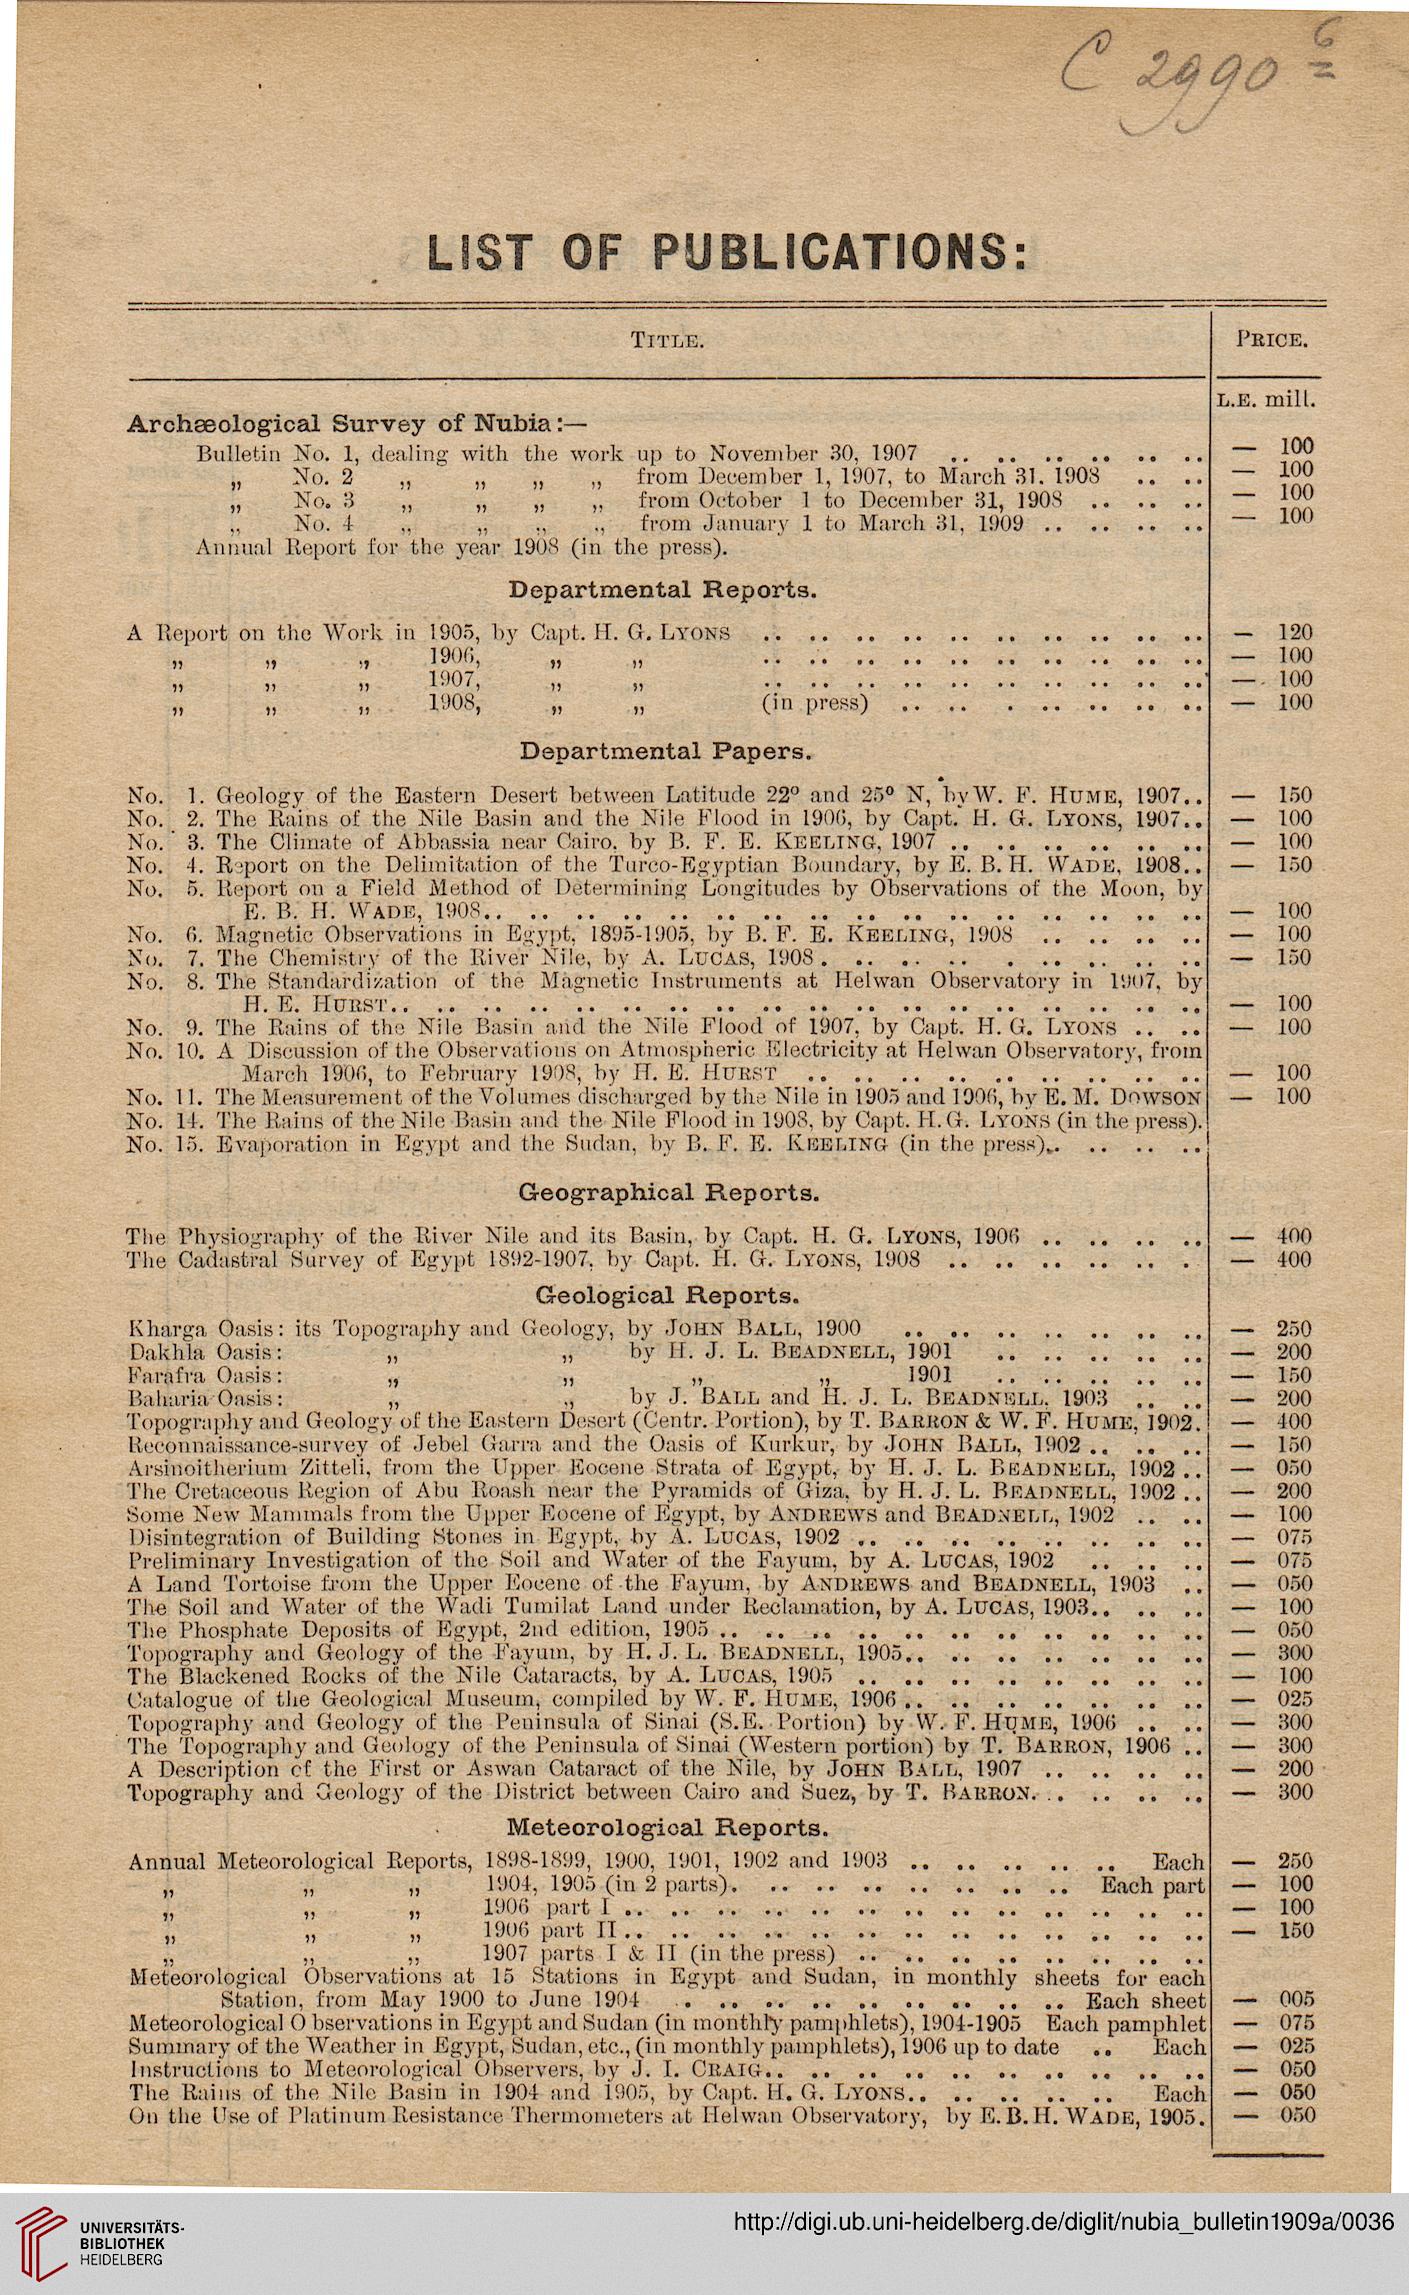 C 2990 6
LIST OF PUBLICATIONS:
TITLE. PRICE.
L.E. mill.
Archæological Survey of Nubia:—
Bulletin No. 1, dealing with the work up to November 30, 1907 .. .. .. .. .. .. — 100
„ No. 2 „ „ „ „ from December 1, 1907, to March 31. 1908 .. .. — 100
„ No. 3 „ „ „ „ from October 1 to December 31, 1908 .. .. .. — 100
„ No. 4 „ „ „ „ from January 1 to March 31, 1909 .. .. .. .. — 100
Annual Report for the year 1908 (in the press).
Departmental Reports.
A Report on the Work in 1905, by Capt. H. G. LYONS .. .. .. .. .. .. .. .. .. .. — 120
„ „ „ 1906, „ „ .. .. .. .. .. .. .. .. .. .. — 100
„ „ „ 1907, „ „ .. .. .. .. .. .. .. .. .. .. — 100
„ „ „ 1908, „ „ (in press) .. .. . .. .. .. .. — 100
Departmental Papers.
No. 1. Geology of the Eastern Desert between Latitude 22° and 25° N, by W. F. HUME, 1907.. — 150
No. 2. The Rains of the Nile Basin and the Nile Flood in 1906, by Capt. H. G. LYONS, 1907.. — 100
No. 3. The Climate of Abbassia near Cairo, by B. F. E. KEELING, 1907 .. .. .. .. .. .. — 100
No. 4. Report on the Delimitation of the Turco-Egyptian Boundary, by E. B. H. WADE, 1908.. — 150
No. 5. Report on a Field Method of Determining Longitudes by Observations of the Moon, by
E. B. H. WADE, 1908.. .. .. .. .. .. .. .. .. .. .. .. .. .. .. .. — 100
No. 6. Magnetic Observations in Egypt, 1895-1905, by B. F. E. KEELING, 1908 .. .. .. .. — 100
No. 7. The Chemistry of the River Nile, by A. LUCAS, 1908 . .. .. .. . .. .. .. .. — 150
No. 8. The Standardization of the Magnetic Instruments at Helwan Observatory in 1907, by
H. E. HURST.. .. .. .. .. .. .. .. .. .. .. .. .. .. .. .. .. .. — 100
No. 9. The Rains of the Nile Basin and the Nile Flood of 1907, by Capt. H. G. LYONS .. .. — 100
No. 10. A Discussion of the Observations on Atmospheric Electricity at Helwan Observatory, from
March 1906, to February 1908, by H. E. HURST .. .. .. .. .. .. .. .. .. — 100
No. 11. The Measurement of the Volumes discharged by the Nile in 1905 and 1906, by E. M. DOWSON — 100
No. 14. The Rains of the Nile Basin and the Nile Flood in 1908, by Capt. H. G. LYONS (in the press).
No. 15. Evaporation in Egypt and the Sudan, by B. F. E. KEELING (in the press).. .. .. ..
Geographical Reports.
The Physiography of the River Nile and its Basin, by Capt. H. G. LYONS, 1906 .. .. .. .. — 400
The Cadastral Survey of Egypt 1892-1907, by Capt. H. G. LYONS, 1908 .. .. .. .. .. . — 400
Geological Reports.
Kharga Oasis: its Topography and Geology, by JOHN BALL, 1900 .. .. .. .. .. .. .. — 250
Dakhla Oasis: „ „ by H. J. L. BEADNELL, 1901 .. .. .. .. .. — 200
Farafra Oasis: „ „ „ „ 1901 .. .. .. .. .. — 150
Baharia Oasis: „ „ by J. BALL and H. J. L. BEADNELL, 1903 .. .. — 200
Topography and Geology of the Eastern Desert (Centr. Portion), by T. BARRON & W. F. HUME, 1902. — 400
Reconnaissance-survey of Jebel Garra and the Oasis of Kurkur, by JOHN BALL, 1902 .. .. .. — 150
Arsinoitherium Zitteli, from the Upper Eocene Strata of Egypt, by H. J. L. BEADNELL, 1902 .. — 050
The Cretaceous Region of Abu Roash near the Pyramids of Giza, by H. J. L. BEADNELL, 1902 .. — 200
Some New Mammals from the Upper Eocene of Egypt, by ANDREWS and BEADNELL, 1902 .. .. — 100
Disintegration of Building Stones in Egypt, by A. LUCAS, 1902 .. .. .. .. .. .. .. .. — 075
Preliminary Investigation of the Soil and Water of the Fayum, by A. LUCAS, 1902 .. .. .. — 075
A Land Tortoise from the Upper Eocene of the Fayum, by ANDREWS and BEADNELL, 1903 .. — 050
The Soil and Water of the Wadi Tumilat Land under Reclamation, by A. LUCAS, 1903.. .. .. — 100
The Phosphate Deposits of Egypt, 2nd edition, 1905 .. .. .. .. .. .. .. .. .. .. .. — 050
Topography and Geology of the Fayum, by H. J. L. BEADNELL, 1905.. .. .. .. .. .. .. — 300
The Blackened Rocks of the Nile Cataracts, by A. LUCAS, 1905 .. .. .. .. .. .. .. .. — 100
Catalogue of the Geological Museum, compiled by W. F. HUME, 1906 .. .. .. .. .. .. .. — 025
Topography and Geology of the Peninsula of Sinai (S.E. Portion) by W. F. HUME, 1906 .. .. — 300
The Topography and Geology of the Peninsula of Sinai (Western portion) by T. BARRON, 1906 .. — 300
A Description of the First or Aswan Cataract of the Nile, by JOHN BALL, 1907 .. .. .. .. — 200
Topography and Geology of the District between Cairo and Suez, by T. BARRON. .. .. .. .. — 300
Meteorological Reports.
Annual Meteorological Reports, 1898-1899, 1900, 1901, 1902 and 1903 .. .. .. .. .. Each — 250
„ „ „ 1904, 1905 (in 2 parts). .. .. .. .. .. .. .. Each part — 100
„ „ „ 1906 part I .. .. .. .. .. .. .. .. .. .. .. .. .. — 100
„ „ „ 1906 part II .. .. .. .. .. .. .. .. .. .. .. .. .. — 150
„ „ „ 1907 parts I & II (in the press) .. .. .. .. .. .. .. ..
Meteorological Observations at 15 Stations in Egypt and Sudan, in monthly sheets for each
Station, from May 1900 to June 1904 . .. .. .. .. .. .. .. .. Each sheet — 005
Meteorological O bservations in Egypt and Sudan (in monthly pamphlets), 1904-1905 Each pamphlet — 075
Summary of the Weather in Egypt, Sudan, etc., (in monthly pamphlets), 1906 up to date .. Each — 025
Instructions to Meteorological Observers, by J. I. CRAIG.. .. .. .. .. .. .. .. .. .. — 050
The Rains of the Nile Basin in 1904 and 1905, by Capt. H. G. LYONS.. .. .. .. .. Each — 050
On the Use of Platinum Resistance Thermometers at Helwan Observatory, by E. B. H. WADE, 1905. — 050
UNIVERSITÄTS-
BIBLIOTHEK
HEIDELBERG
http://digi.ub.uni-heidelberg.de/diglit/nubia_bulletin1909a/0036